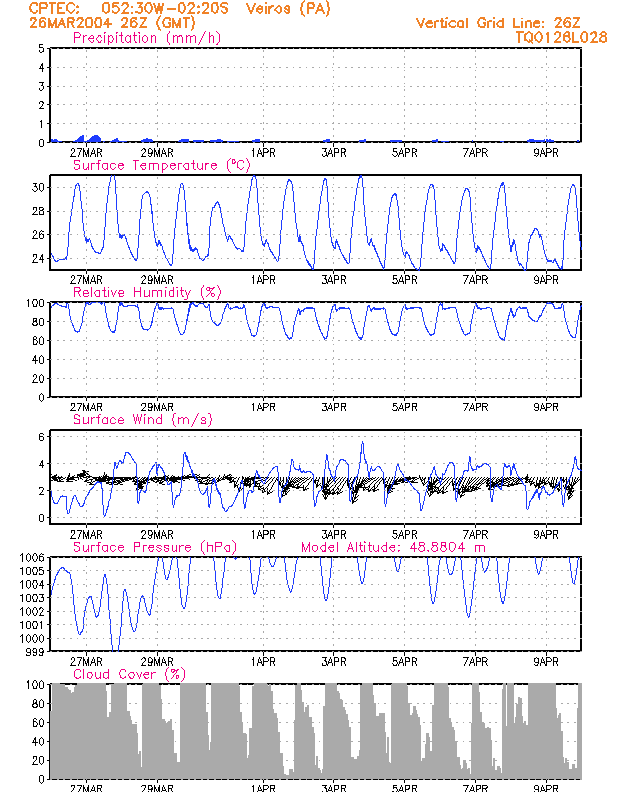 CPTEC: 052:30W-02:20S Veiros (PA)
26MAR2004 26Z (GMT) Vertical Grid Line: 26Z
Precipitation (mm/h) TQ0126L028
5
4
3
2
1
0
27MAR 29MAR 1APR 3APR 5APR 7APR 9APR
Surface Temperature (°C)
30
28
26
24
27MAR 29MAR 1APR 3APR 5APR 7APR 9APR
Relative Humidity (%)
100
80
60
40
20
0
27MAR 29MAR 1APR 3APR 5APR 7APR 9APR
Surface Wind (m/s)
6
4
2
0
27MAR 29MAR 1APR 3APR 5APR 7APR 9APR
Surface Pressure (hPa) Model Altitude: 48.8804 m
1006
1005
1004
1003
1002
1001
1000
999
27MAR 29MAR 1APR 3APR 5APR 7APR 9APR
Cloud Cover (%)
100
80
60
40
20
0
27MAR 29MAR 1APR 3APR 5APR 7APR 9APR